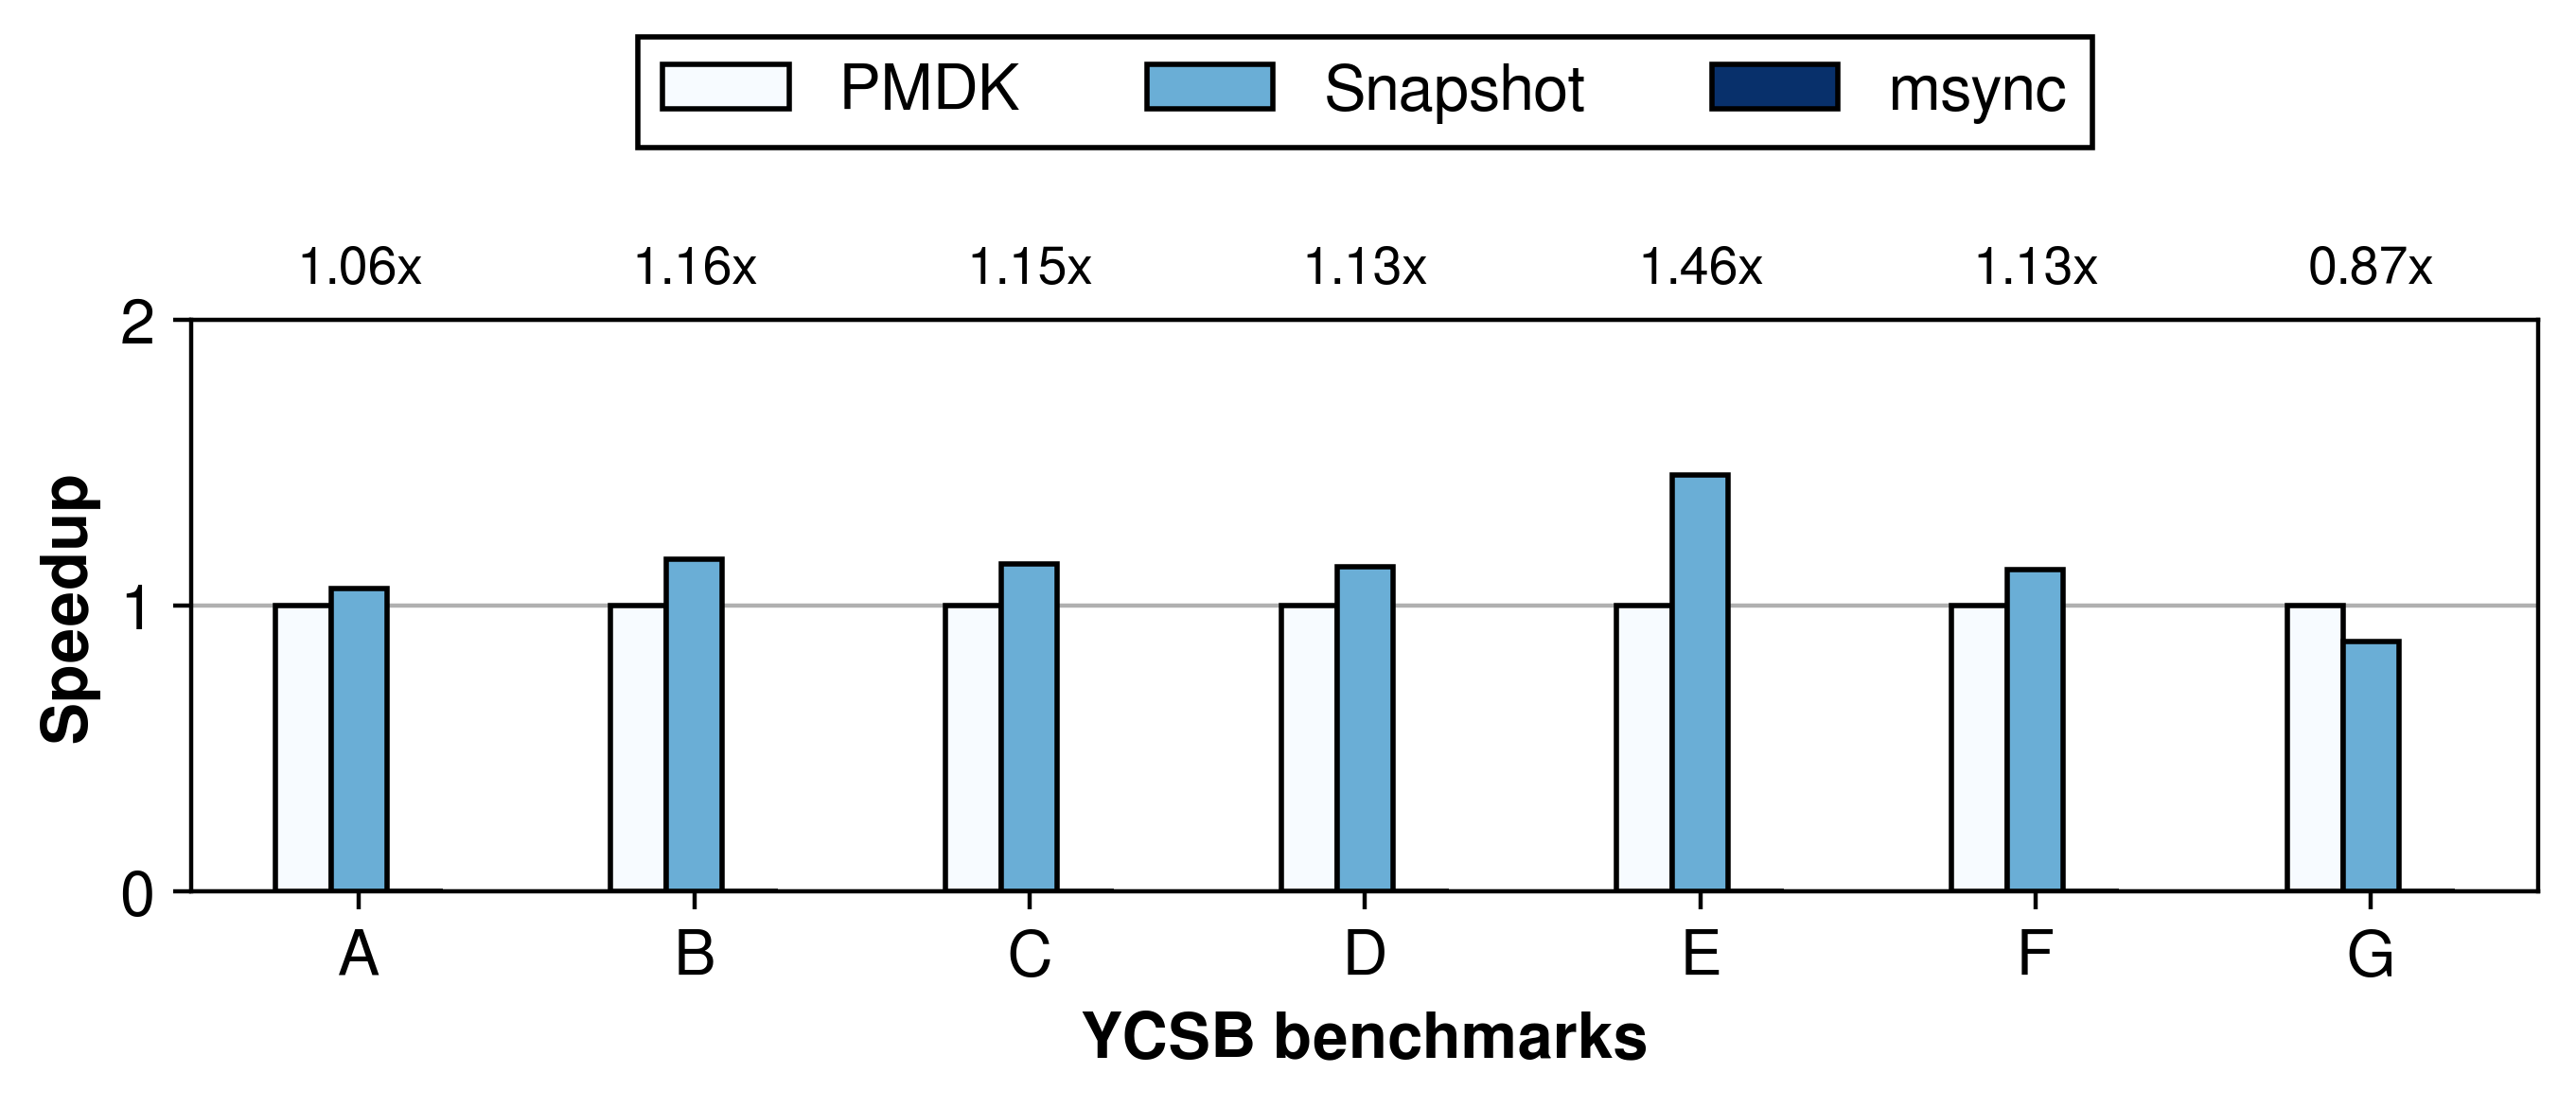 PMDK Snapshot msync
1.06x 1.16x 1.15x 1.13x 1.46x 1.13x 0.87x
2
1
0
Speedup
A B C D E F G
YCSB benchmarks